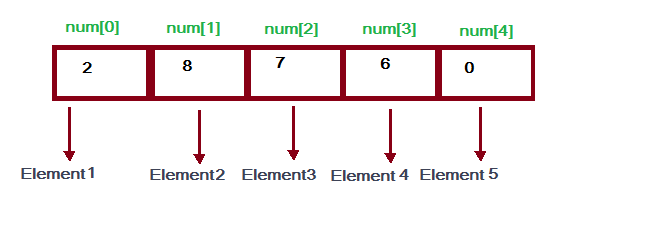 num[0] num[1] num[2] num[3] num[4]
2 8 7 6 0
Element1 Element2 Element3 Element 4 Element 5